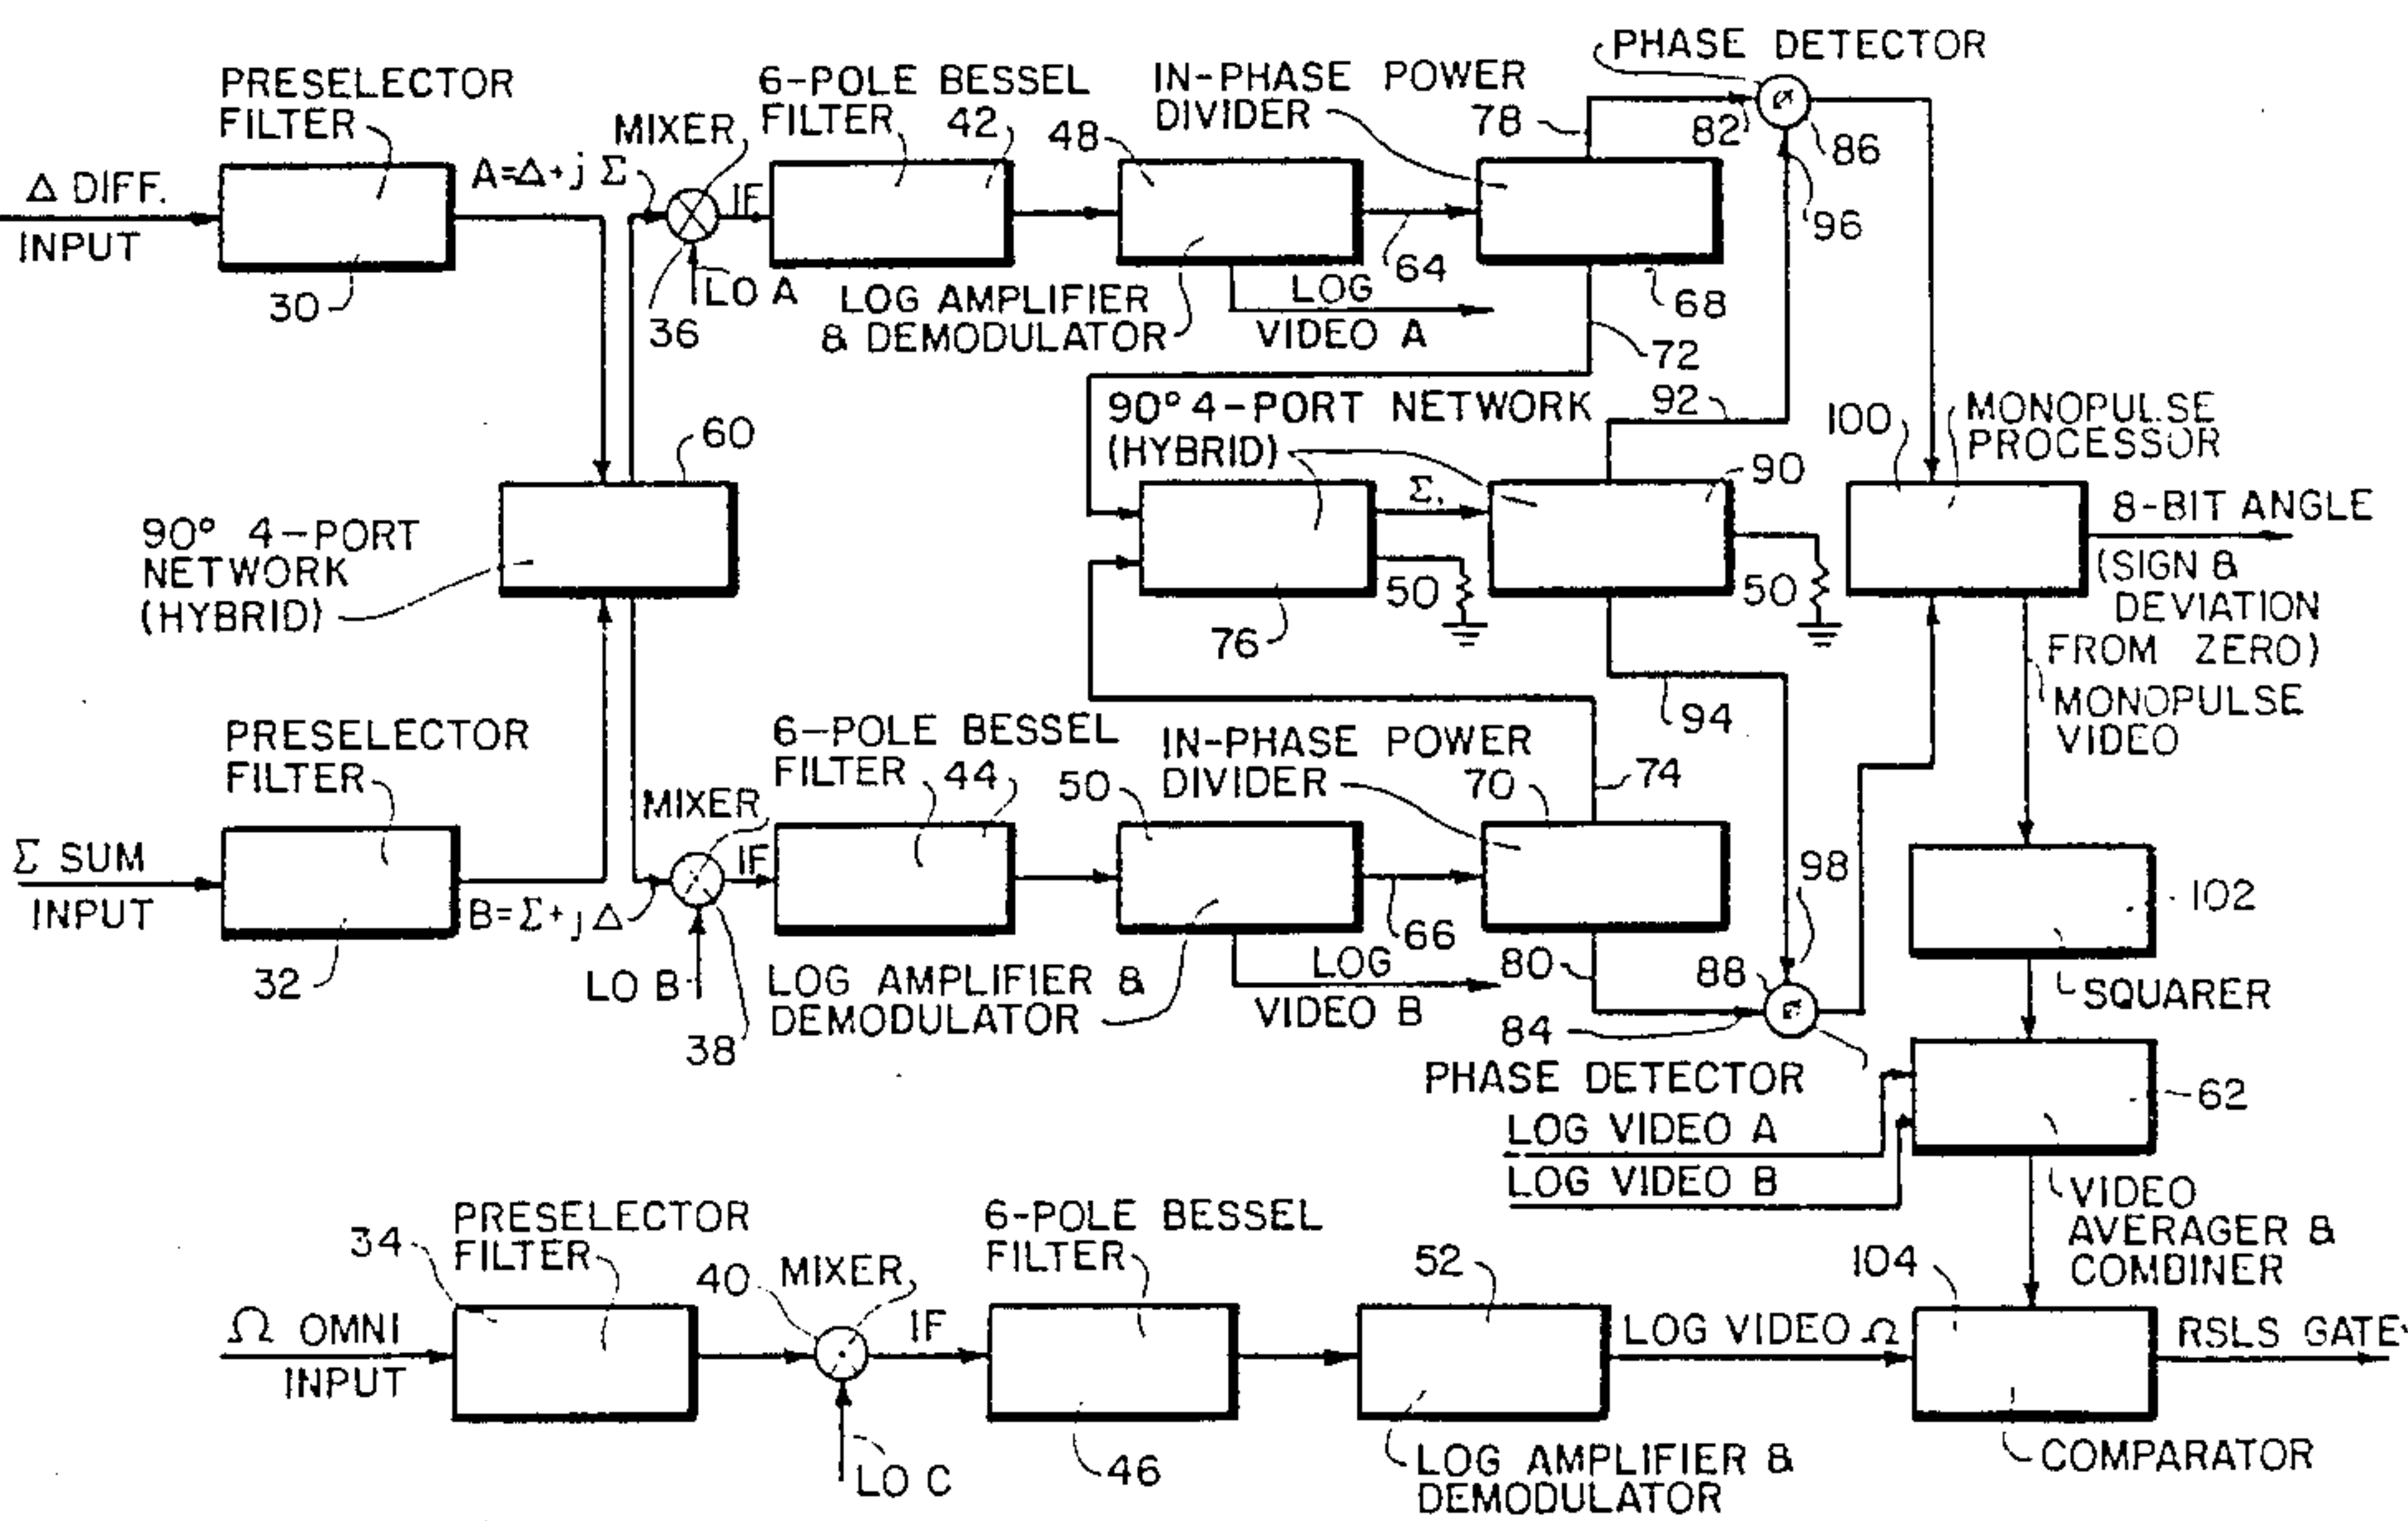 PHASE DETECTOR
PRESELECTOR
FILTER
6-POLE BESSEL
FILTER
42
48
IN-PHASE POWER
DIVIDER
78
82
86
MIXER
Δ DIFF.
INPUT
A=Δ+j Σ
IF
96
30
36
LO A
LOG AMPLIFIER
& DEMODULATOR
LOG
VIDEO A
64
68
72
90° 4-PORT NETWORK
(HYBRID)
92
100
MONOPULSE
PROCESSOR
60
Σ
90
8-BIT ANGLE
(SIGN &
DEVIATION
FROM ZERO)
90° 4-PORT
NETWORK
(HYBRID)
50
50
76
MONOPULSE
VIDEO
94
PRESELECTOR
FILTER
6-POLE BESSEL
FILTER
44
IN-PHASE POWER
DIVIDER
70
74
MIXER
50
Σ SUM
INPUT
B=Σ+j Δ
IF
98
102
SQUARER
32
LO B
38
LOG AMPLIFIER &
DEMODULATOR
LOG
VIDEO B
66
80
88
84
PHASE DETECTOR
62
LOG VIDEO A
LOG VIDEO B
VIDEO
AVERAGER &
COMBINER
34
PRESELECTOR
FILTER
40
MIXER
6-POLE BESSEL
FILTER
52
104
Ω OMNI
INPUT
IF
LOG VIDEO Ω
RSLS GATE
LO C
46
LOG AMPLIFIER &
DEMODULATOR
COMPARATOR